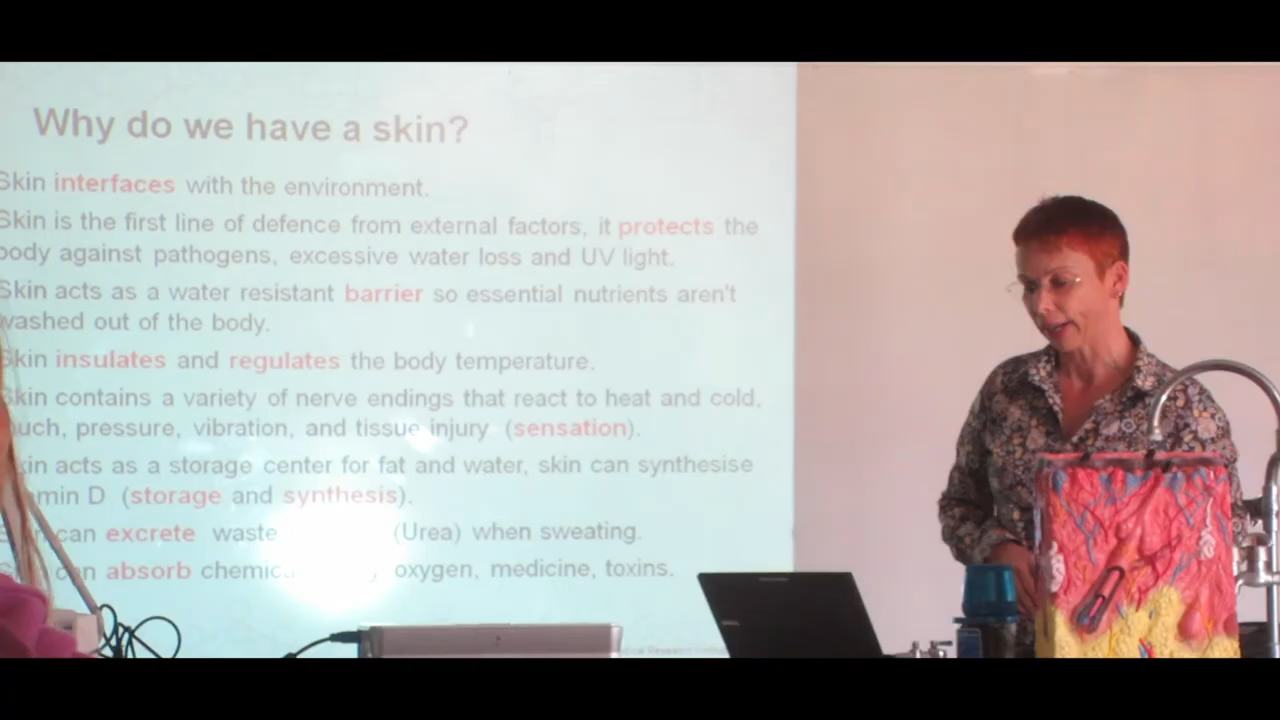 Why do we have a skin?
Skin interfaces with the environment.
Skin is the first line of defence from external factors, it protects the
body against pathogens, excessive water loss and UV light.
Skin acts as a water resistant barrier so essential nutrients aren't
washed out of the body.
Skin insulates and regulates the body temperature.
Skin contains a variety of nerve endings that react to heat and cold,
uch, pressure, vibration, and tissue injury (sensation).
kin acts as a storage center for fat and water, skin can synthesise
min D (storage and synthesis).
can excrete waste (Urea) when sweating.
can absorb oxygen, medicine, toxins.